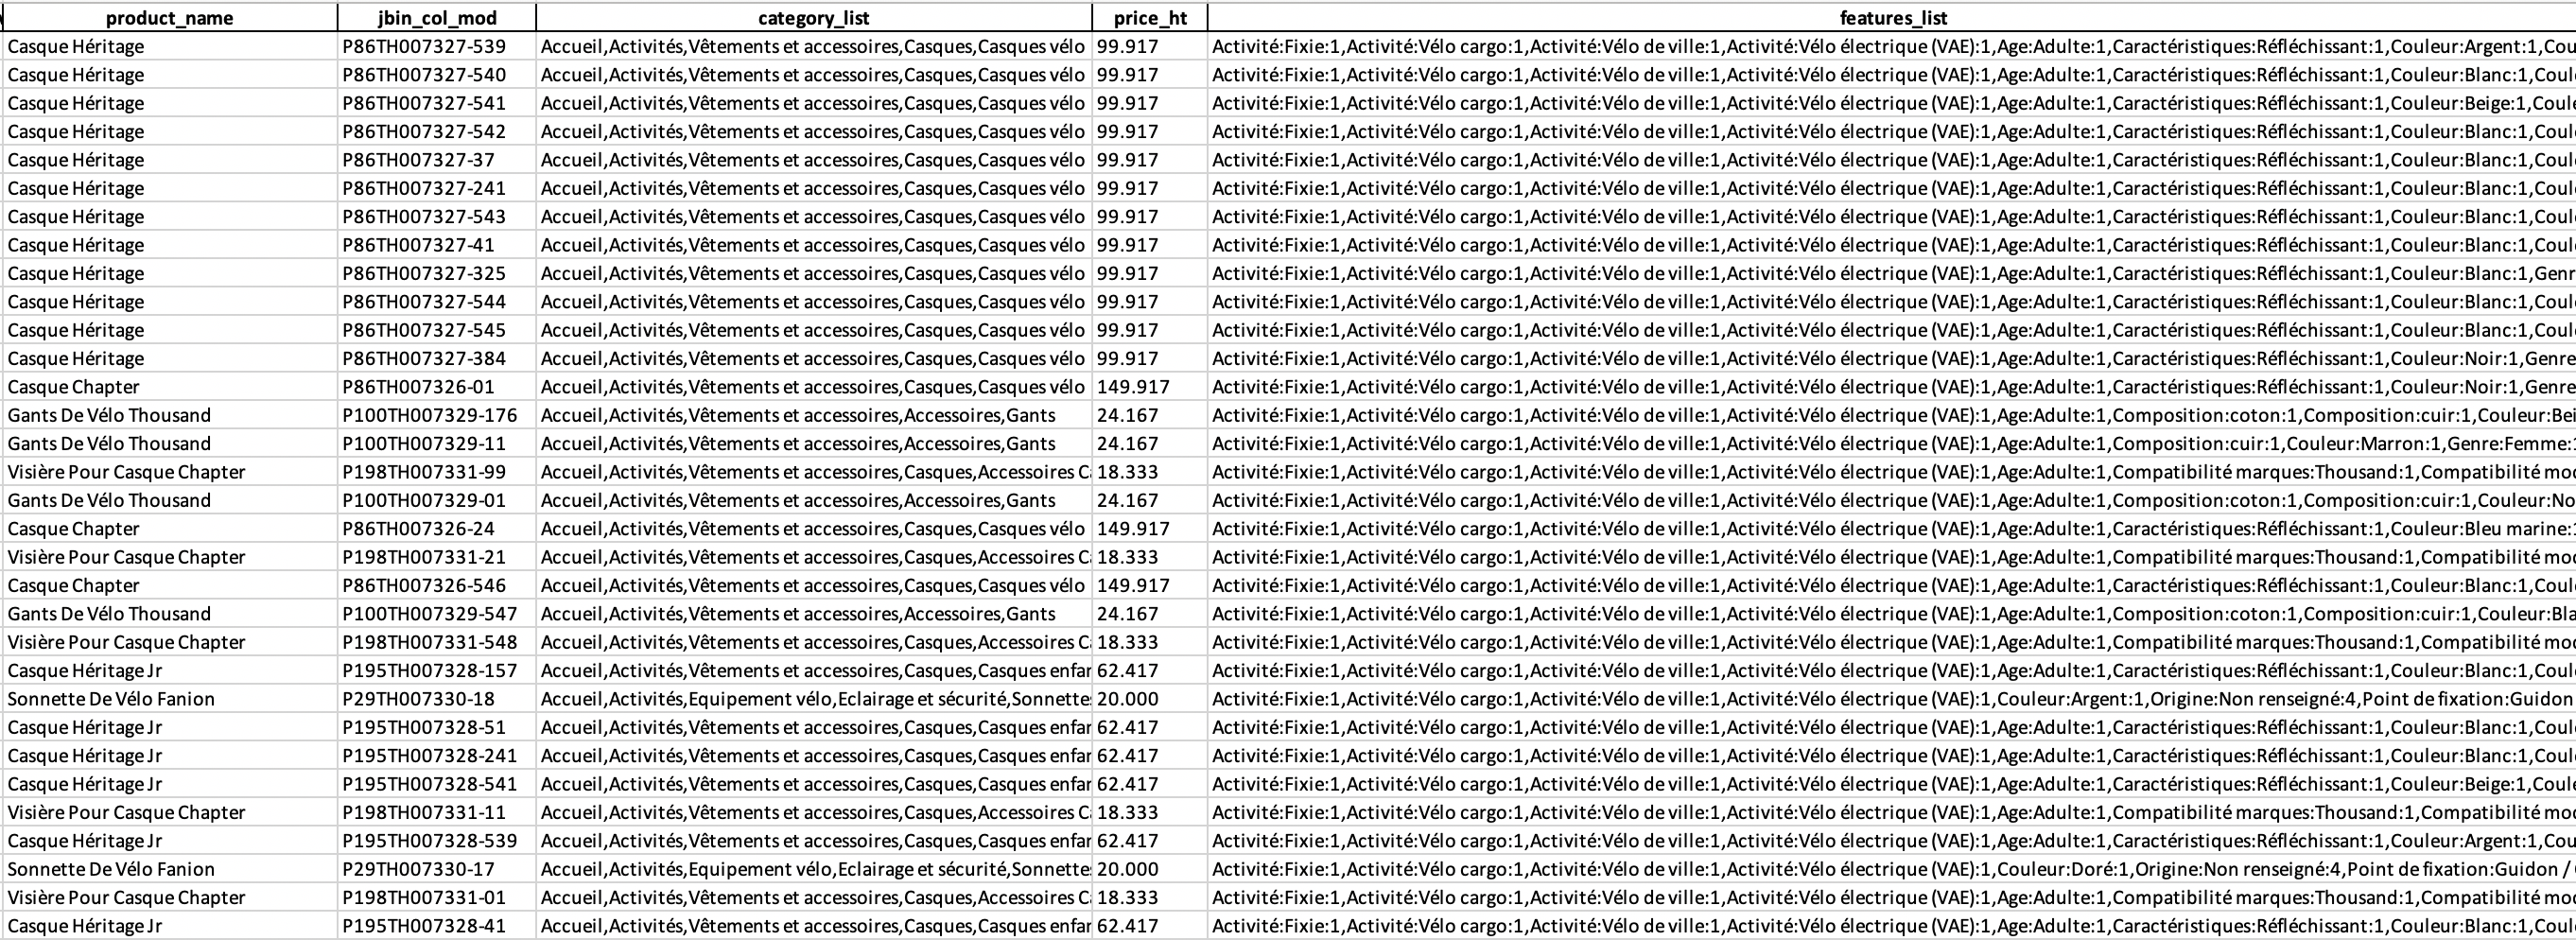 product_name jbin_col_mod category_list price_ht features_list
Casque Héritage P86TH007327-539 Accueil,Activités,Vêtements et accessoires,Casques,Casques vélo 99.917 Activité:Fixie:1,Activité:Vélo cargo:1,Activité:Vélo de ville:1,Activité:Vélo électrique (VAE):1,Age:Adulte:1,Caractéristiques:Réfléchissant:1,Couleur:Argent:1,Cou
Casque Héritage P86TH007327-540 Accueil,Activités,Vêtements et accessoires,Casques,Casques vélo 99.917 Activité:Fixie:1,Activité:Vélo cargo:1,Activité:Vélo de ville:1,Activité:Vélo électrique (VAE):1,Age:Adulte:1,Caractéristiques:Réfléchissant:1,Couleur:Blanc:1,Coul
Casque Héritage P86TH007327-541 Accueil,Activités,Vêtements et accessoires,Casques,Casques vélo 99.917 Activité:Fixie:1,Activité:Vélo cargo:1,Activité:Vélo de ville:1,Activité:Vélo électrique (VAE):1,Age:Adulte:1,Caractéristiques:Réfléchissant:1,Couleur:Beige:1,Coule
Casque Héritage P86TH007327-542 Accueil,Activités,Vêtements et accessoires,Casques,Casques vélo 99.917 Activité:Fixie:1,Activité:Vélo cargo:1,Activité:Vélo de ville:1,Activité:Vélo électrique (VAE):1,Age:Adulte:1,Caractéristiques:Réfléchissant:1,Couleur:Blanc:1,Coul
Casque Héritage P86TH007327-37 Accueil,Activités,Vêtements et accessoires,Casques,Casques vélo 99.917 Activité:Fixie:1,Activité:Vélo cargo:1,Activité:Vélo de ville:1,Activité:Vélo électrique (VAE):1,Age:Adulte:1,Caractéristiques:Réfléchissant:1,Couleur:Blanc:1,Coul
Casque Héritage P86TH007327-241 Accueil,Activités,Vêtements et accessoires,Casques,Casques vélo 99.917 Activité:Fixie:1,Activité:Vélo cargo:1,Activité:Vélo de ville:1,Activité:Vélo électrique (VAE):1,Age:Adulte:1,Caractéristiques:Réfléchissant:1,Couleur:Blanc:1,Coul
Casque Héritage P86TH007327-543 Accueil,Activités,Vêtements et accessoires,Casques,Casques vélo 99.917 Activité:Fixie:1,Activité:Vélo cargo:1,Activité:Vélo de ville:1,Activité:Vélo électrique (VAE):1,Age:Adulte:1,Caractéristiques:Réfléchissant:1,Couleur:Blanc:1,Coul
Casque Héritage P86TH007327-41 Accueil,Activités,Vêtements et accessoires,Casques,Casques vélo 99.917 Activité:Fixie:1,Activité:Vélo cargo:1,Activité:Vélo de ville:1,Activité:Vélo électrique (VAE):1,Age:Adulte:1,Caractéristiques:Réfléchissant:1,Couleur:Blanc:1,Coul
Casque Héritage P86TH007327-325 Accueil,Activités,Vêtements et accessoires,Casques,Casques vélo 99.917 Activité:Fixie:1,Activité:Vélo cargo:1,Activité:Vélo de ville:1,Activité:Vélo électrique (VAE):1,Age:Adulte:1,Caractéristiques:Réfléchissant:1,Couleur:Blanc:1,Genr
Casque Héritage P86TH007327-544 Accueil,Activités,Vêtements et accessoires,Casques,Casques vélo 99.917 Activité:Fixie:1,Activité:Vélo cargo:1,Activité:Vélo de ville:1,Activité:Vélo électrique (VAE):1,Age:Adulte:1,Caractéristiques:Réfléchissant:1,Couleur:Blanc:1,Coul
Casque Héritage P86TH007327-545 Accueil,Activités,Vêtements et accessoires,Casques,Casques vélo 99.917 Activité:Fixie:1,Activité:Vélo cargo:1,Activité:Vélo de ville:1,Activité:Vélo électrique (VAE):1,Age:Adulte:1,Caractéristiques:Réfléchissant:1,Couleur:Blanc:1,Coul
Casque Héritage P86TH007327-384 Accueil,Activités,Vêtements et accessoires,Casques,Casques vélo 99.917 Activité:Fixie:1,Activité:Vélo cargo:1,Activité:Vélo de ville:1,Activité:Vélo électrique (VAE):1,Age:Adulte:1,Caractéristiques:Réfléchissant:1,Couleur:Noir:1,Genre
Casque Chapter P86TH007326-01 Accueil,Activités,Vêtements et accessoires,Casques,Casques vélo 149.917 Activité:Fixie:1,Activité:Vélo cargo:1,Activité:Vélo de ville:1,Activité:Vélo électrique (VAE):1,Age:Adulte:1,Caractéristiques:Réfléchissant:1,Couleur:Noir:1,Genre
Gants De Vélo Thousand P100TH007329-176 Accueil,Activités,Vêtements et accessoires,Accessoires,Gants 24.167 Activité:Fixie:1,Activité:Vélo cargo:1,Activité:Vélo de ville:1,Activité:Vélo électrique (VAE):1,Age:Adulte:1,Composition:coton:1,Composition:cuir:1,Couleur:Bei
Gants De Vélo Thousand P100TH007329-11 Accueil,Activités,Vêtements et accessoires,Accessoires,Gants 24.167 Activité:Fixie:1,Activité:Vélo cargo:1,Activité:Vélo de ville:1,Activité:Vélo électrique (VAE):1,Age:Adulte:1,Composition:cuir:1,Couleur:Marron:1,Genre:Femme:1
Visière Pour Casque Chapter P198TH007331-99 Accueil,Activités,Vêtements et accessoires,Casques,Accessoires C 18.333 Activité:Fixie:1,Activité:Vélo cargo:1,Activité:Vélo de ville:1,Activité:Vélo électrique (VAE):1,Age:Adulte:1,Compatibilité marques:Thousand:1,Compatibilité mod
Gants De Vélo Thousand P100TH007329-01 Accueil,Activités,Vêtements et accessoires,Accessoires,Gants 24.167 Activité:Fixie:1,Activité:Vélo cargo:1,Activité:Vélo de ville:1,Activité:Vélo électrique (VAE):1,Age:Adulte:1,Composition:coton:1,Composition:cuir:1,Couleur:No
Casque Chapter P86TH007326-24 Accueil,Activités,Vêtements et accessoires,Casques,Casques vélo 149.917 Activité:Fixie:1,Activité:Vélo cargo:1,Activité:Vélo de ville:1,Activité:Vélo électrique (VAE):1,Age:Adulte:1,Caractéristiques:Réfléchissant:1,Couleur:Bleu marine:1
Visière Pour Casque Chapter P198TH007331-21 Accueil,Activités,Vêtements et accessoires,Casques,Accessoires C 18.333 Activité:Fixie:1,Activité:Vélo cargo:1,Activité:Vélo de ville:1,Activité:Vélo électrique (VAE):1,Age:Adulte:1,Compatibilité marques:Thousand:1,Compatibilité mod
Casque Chapter P86TH007326-546 Accueil,Activités,Vêtements et accessoires,Casques,Casques vélo 149.917 Activité:Fixie:1,Activité:Vélo cargo:1,Activité:Vélo de ville:1,Activité:Vélo électrique (VAE):1,Age:Adulte:1,Caractéristiques:Réfléchissant:1,Couleur:Blanc:1,Coul
Gants De Vélo Thousand P100TH007329-547 Accueil,Activités,Vêtements et accessoires,Accessoires,Gants 24.167 Activité:Fixie:1,Activité:Vélo cargo:1,Activité:Vélo de ville:1,Activité:Vélo électrique (VAE):1,Age:Adulte:1,Composition:coton:1,Composition:cuir:1,Couleur:Bla
Visière Pour Casque Chapter P198TH007331-548 Accueil,Activités,Vêtements et accessoires,Casques,Accessoires C 18.333 Activité:Fixie:1,Activité:Vélo cargo:1,Activité:Vélo de ville:1,Activité:Vélo électrique (VAE):1,Age:Adulte:1,Compatibilité marques:Thousand:1,Compatibilité mod
Casque Héritage Jr P195TH007328-157 Accueil,Activités,Vêtements et accessoires,Casques,Casques enfan 62.417 Activité:Fixie:1,Activité:Vélo cargo:1,Activité:Vélo de ville:1,Activité:Vélo électrique (VAE):1,Age:Adulte:1,Caractéristiques:Réfléchissant:1,Couleur:Blanc:1,Coul
Sonnette De Vélo Fanion P29TH007330-18 Accueil,Activités,Equipement vélo,Eclairage et sécurité,Sonnettes 20.000 Activité:Fixie:1,Activité:Vélo cargo:1,Activité:Vélo de ville:1,Activité:Vélo électrique (VAE):1,Couleur:Argent:1,Origine:Non renseigné:4,Point de fixation:Guidon
Casque Héritage Jr P195TH007328-51 Accueil,Activités,Vêtements et accessoires,Casques,Casques enfan 62.417 Activité:Fixie:1,Activité:Vélo cargo:1,Activité:Vélo de ville:1,Activité:Vélo électrique (VAE):1,Age:Adulte:1,Caractéristiques:Réfléchissant:1,Couleur:Blanc:1,Coul
Casque Héritage Jr P195TH007328-241 Accueil,Activités,Vêtements et accessoires,Casques,Casques enfan 62.417 Activité:Fixie:1,Activité:Vélo cargo:1,Activité:Vélo de ville:1,Activité:Vélo électrique (VAE):1,Age:Adulte:1,Caractéristiques:Réfléchissant:1,Couleur:Blanc:1,Coul
Casque Héritage Jr P195TH007328-541 Accueil,Activités,Vêtements et accessoires,Casques,Casques enfan 62.417 Activité:Fixie:1,Activité:Vélo cargo:1,Activité:Vélo de ville:1,Activité:Vélo électrique (VAE):1,Age:Adulte:1,Caractéristiques:Réfléchissant:1,Couleur:Beige:1,Coule
Visière Pour Casque Chapter P198TH007331-11 Accueil,Activités,Vêtements et accessoires,Casques,Accessoires C 18.333 Activité:Fixie:1,Activité:Vélo cargo:1,Activité:Vélo de ville:1,Activité:Vélo électrique (VAE):1,Age:Adulte:1,Compatibilité marques:Thousand:1,Compatibilité mod
Casque Héritage Jr P195TH007328-539 Accueil,Activités,Vêtements et accessoires,Casques,Casques enfan 62.417 Activité:Fixie:1,Activité:Vélo cargo:1,Activité:Vélo de ville:1,Activité:Vélo électrique (VAE):1,Age:Adulte:1,Caractéristiques:Réfléchissant:1,Couleur:Argent:1,Cou
Sonnette De Vélo Fanion P29TH007330-17 Accueil,Activités,Equipement vélo,Eclairage et sécurité,Sonnettes 20.000 Activité:Fixie:1,Activité:Vélo cargo:1,Activité:Vélo de ville:1,Activité:Vélo électrique (VAE):1,Couleur:Doré:1,Origine:Non renseigné:4,Point de fixation:Guidon /
Visière Pour Casque Chapter P198TH007331-01 Accueil,Activités,Vêtements et accessoires,Casques,Accessoires C 18.333 Activité:Fixie:1,Activité:Vélo cargo:1,Activité:Vélo de ville:1,Activité:Vélo électrique (VAE):1,Age:Adulte:1,Compatibilité marques:Thousand:1,Compatibilité mod
Casque Héritage Jr P195TH007328-41 Accueil,Activités,Vêtements et accessoires,Casques,Casques enfan 62.417 Activité:Fixie:1,Activité:Vélo cargo:1,Activité:Vélo de ville:1,Activité:Vélo électrique (VAE):1,Age:Adulte:1,Caractéristiques:Réfléchissant:1,Couleur:Blanc:1,Coul